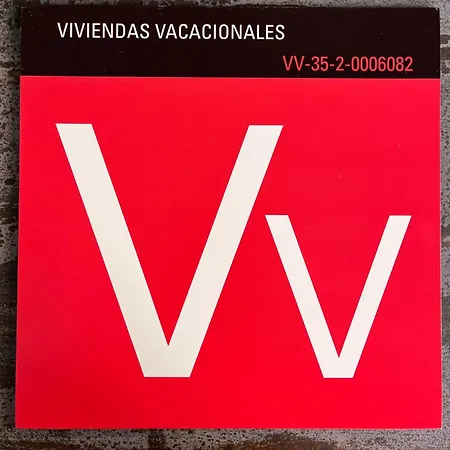 VIVIENDAS VACACIONALES
VV-35-2-0006082
Vv